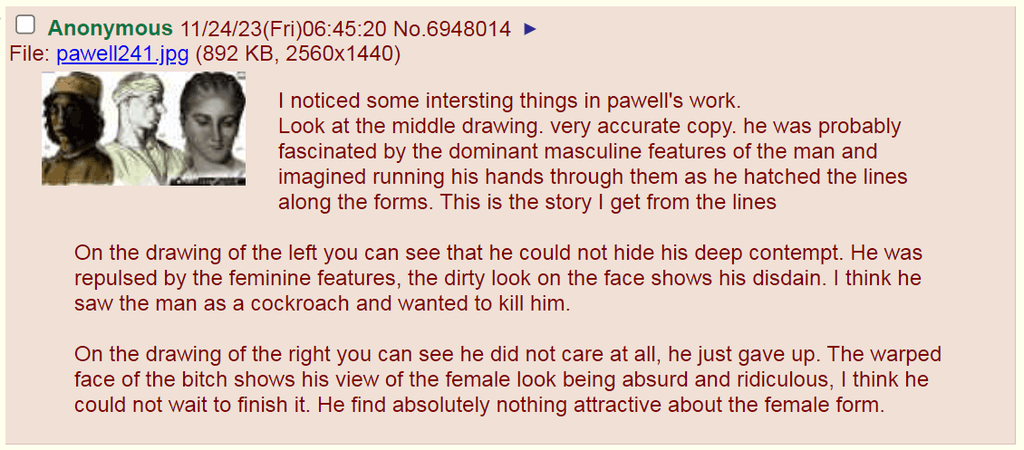 Anonymous 11/24/23(Fri)06:45:20 No.6948014 ▶
File: pawell241.jpg (892 KB, 2560x1440)
I noticed some intersting things in pawell's work.
Look at the middle drawing. very accurate copy. he was probably
fascinated by the dominant masculine features of the man and
imagined running his hands through them as he hatched the lines
along the forms. This is the story I get from the lines
On the drawing of the left you can see that he could not hide his deep contempt. He was
repulsed by the feminine features, the dirty look on the face shows his disdain. I think he
saw the man as a cockroach and wanted to kill him.
On the drawing of the right you can see he did not care at all, he just gave up. The warped
face of the bitch shows his view of the female look being absurd and ridiculous, I think he
could not wait to finish it. He find absolutely nothing attractive about the female form.